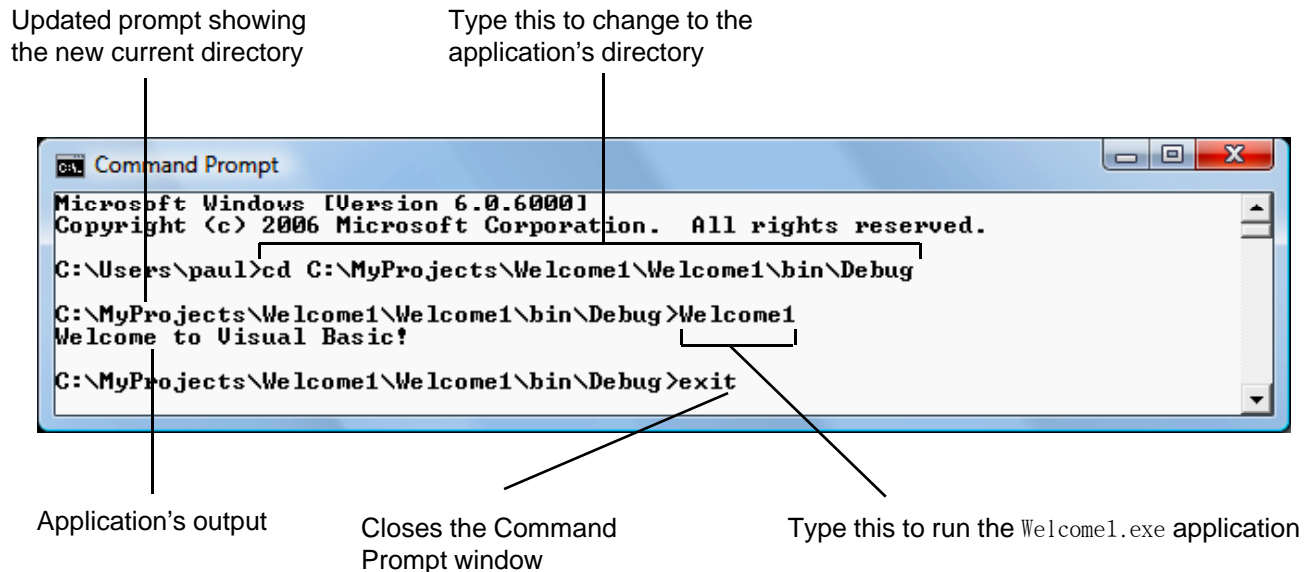 Updated prompt showing
the new current directory
Type this to change to the
application’s directory
C:\. Command Prompt
Microsoft Windows [Version 6.0.6000]
Copyright (c) 2006 Microsoft Corporation.  All rights reserved.
C:\Users\paul>cd C:\MyProjects\Welcome1\Welcome1\bin\Debug
C:\MyProjects\Welcome1\Welcome1\bin\Debug>Welcome1
Welcome to Visual Basic!
C:\MyProjects\Welcome1\Welcome1\bin\Debug>exit
Application’s output
Closes the Command
Prompt window
Type this to run the Welcome1.exe application